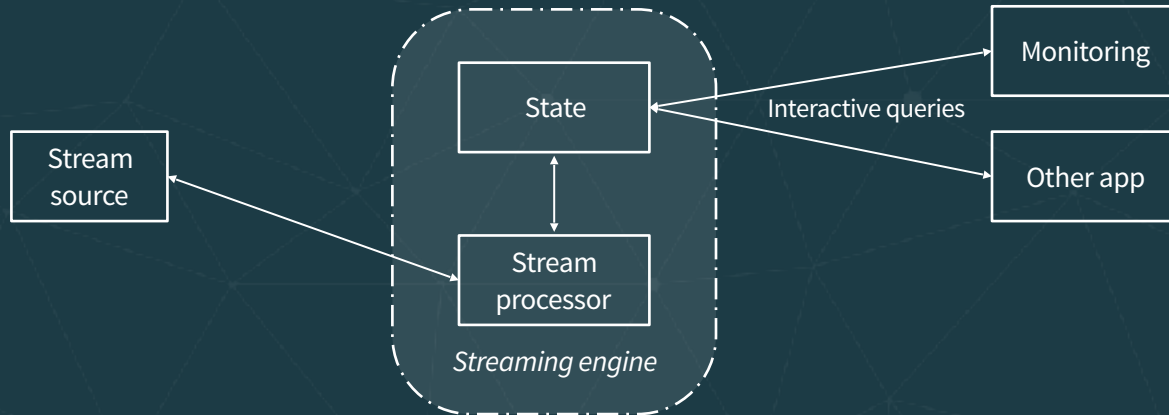 Stream
source
State
Stream
processor
Streaming engine
Interactive queries
Monitoring
Other app